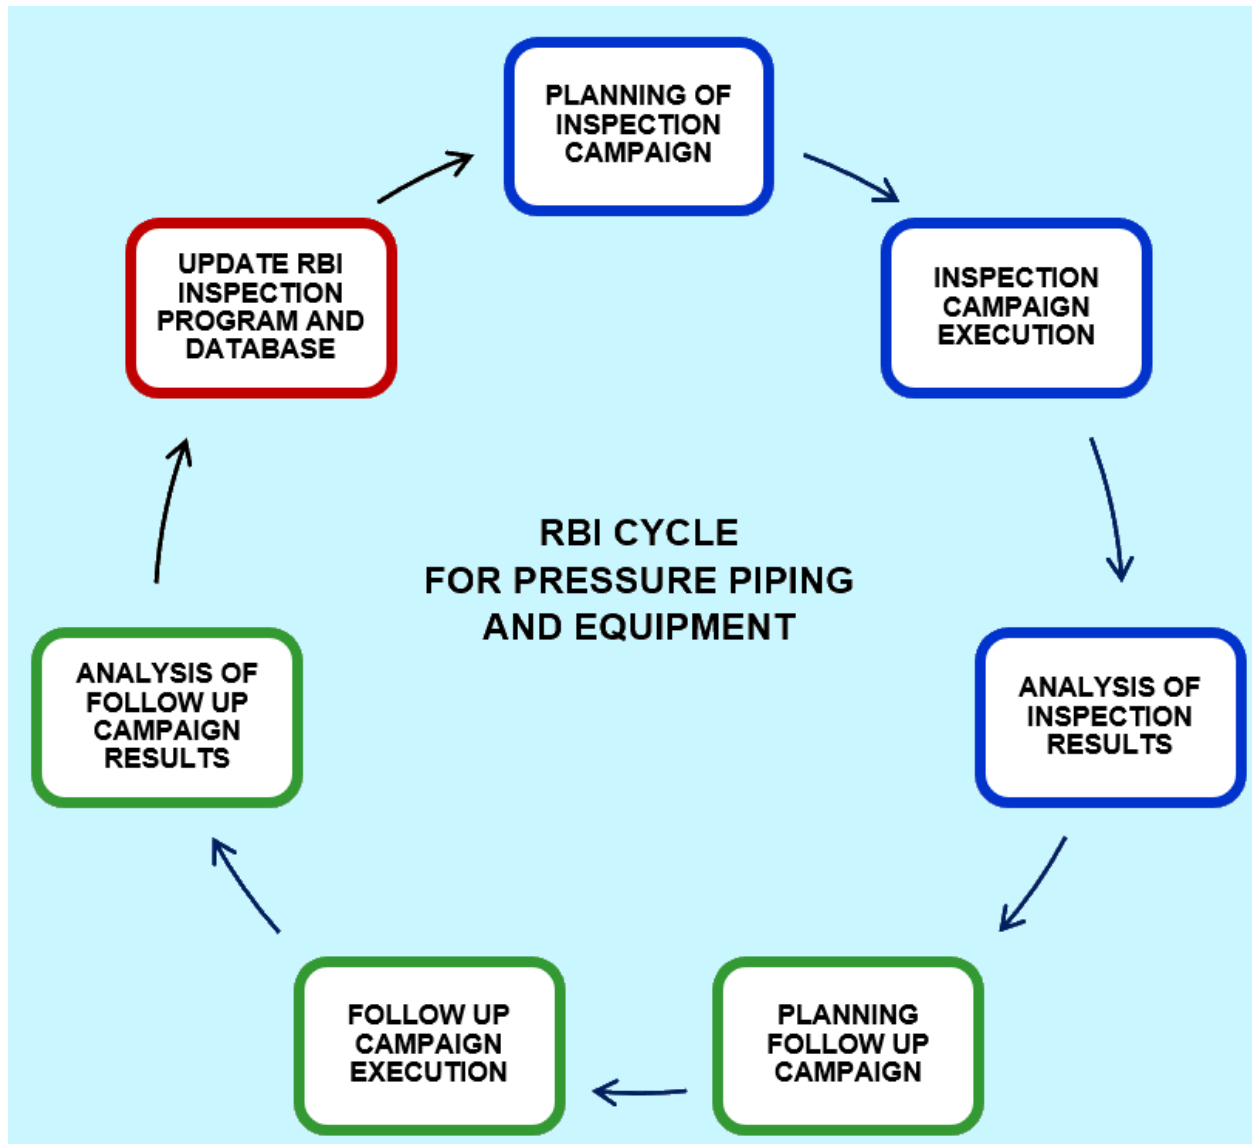 PLANNING OF
INSPECTION
CAMPAIGN
INSPECTION
CAMPAIGN
EXECUTION
ANALYSIS OF
INSPECTION
RESULTS
PLANNING
FOLLOW UP
CAMPAIGN
FOLLOW UP
CAMPAIGN
EXECUTION
ANALYSIS OF
FOLLOW UP
CAMPAIGN
RESULTS
UPDATE RBI
INSPECTION
PROGRAM AND
DATABASE
RBI CYCLE
FOR PRESSURE PIPING
AND EQUIPMENT